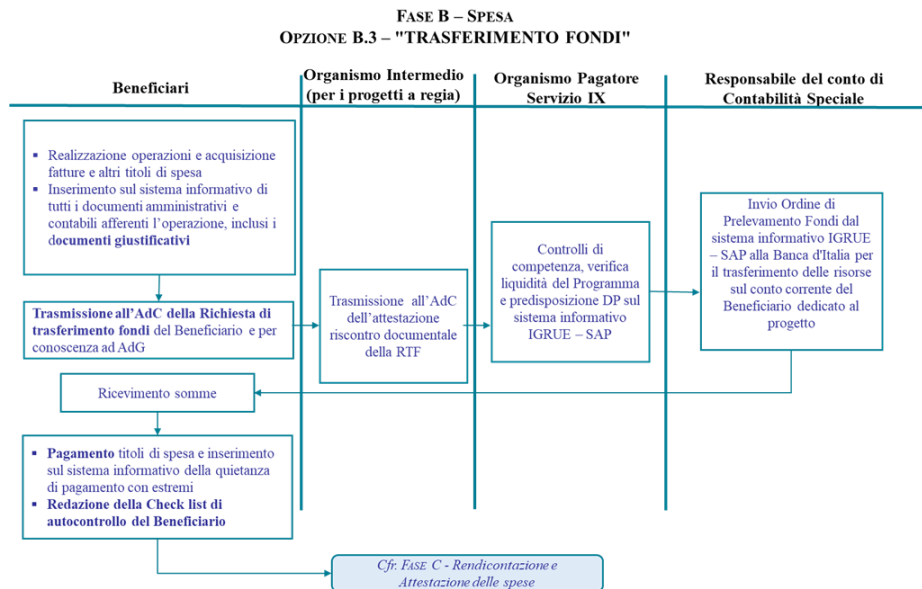 FASE B – SPESA
OPZIONE B.3 – "TRASFERIMENTO FONDI"
Beneficiari
Organismo Intermedio
(per i progetti a regia)
Organismo Pagatore
Servizio IX
Responsabile del conto di
Contabilità Speciale
▪ Realizzazione operazioni e acquisizione
fatture e altri titoli di spesa
▪ Inserimento sul sistema informativo di
tutti i documenti amministrativi e
contabili afferenti l'operazione, inclusi i
documenti giustificativi
Trasmissione all'AdC della Richiesta di
trasferimento fondi del Beneficiario e per
conoscenza ad AdG
Trasmissione all'AdC
dell'attestazione
riscontro documentale
della RTF
Controlli di
competenza, verifica
liquidità del Programma
e predisposizione DP sul
sistema informativo
IGRUE – SAP
Invio Ordine di
Prelevamento Fondi dal
sistema informativo IGRUE
– SAP alla Banca d'Italia per
il trasferimento delle risorse
sul conto corrente del
Beneficiario dedicato al
progetto
Ricevimento somme
▪ Pagamento titoli di spesa e inserimento
sul sistema informativo della quietanza
di pagamento con estremi
▪ Redazione della Check list di
autocontrollo del Beneficiario
Cfr. FASE C - Rendicontazione e
Attestazione delle spese